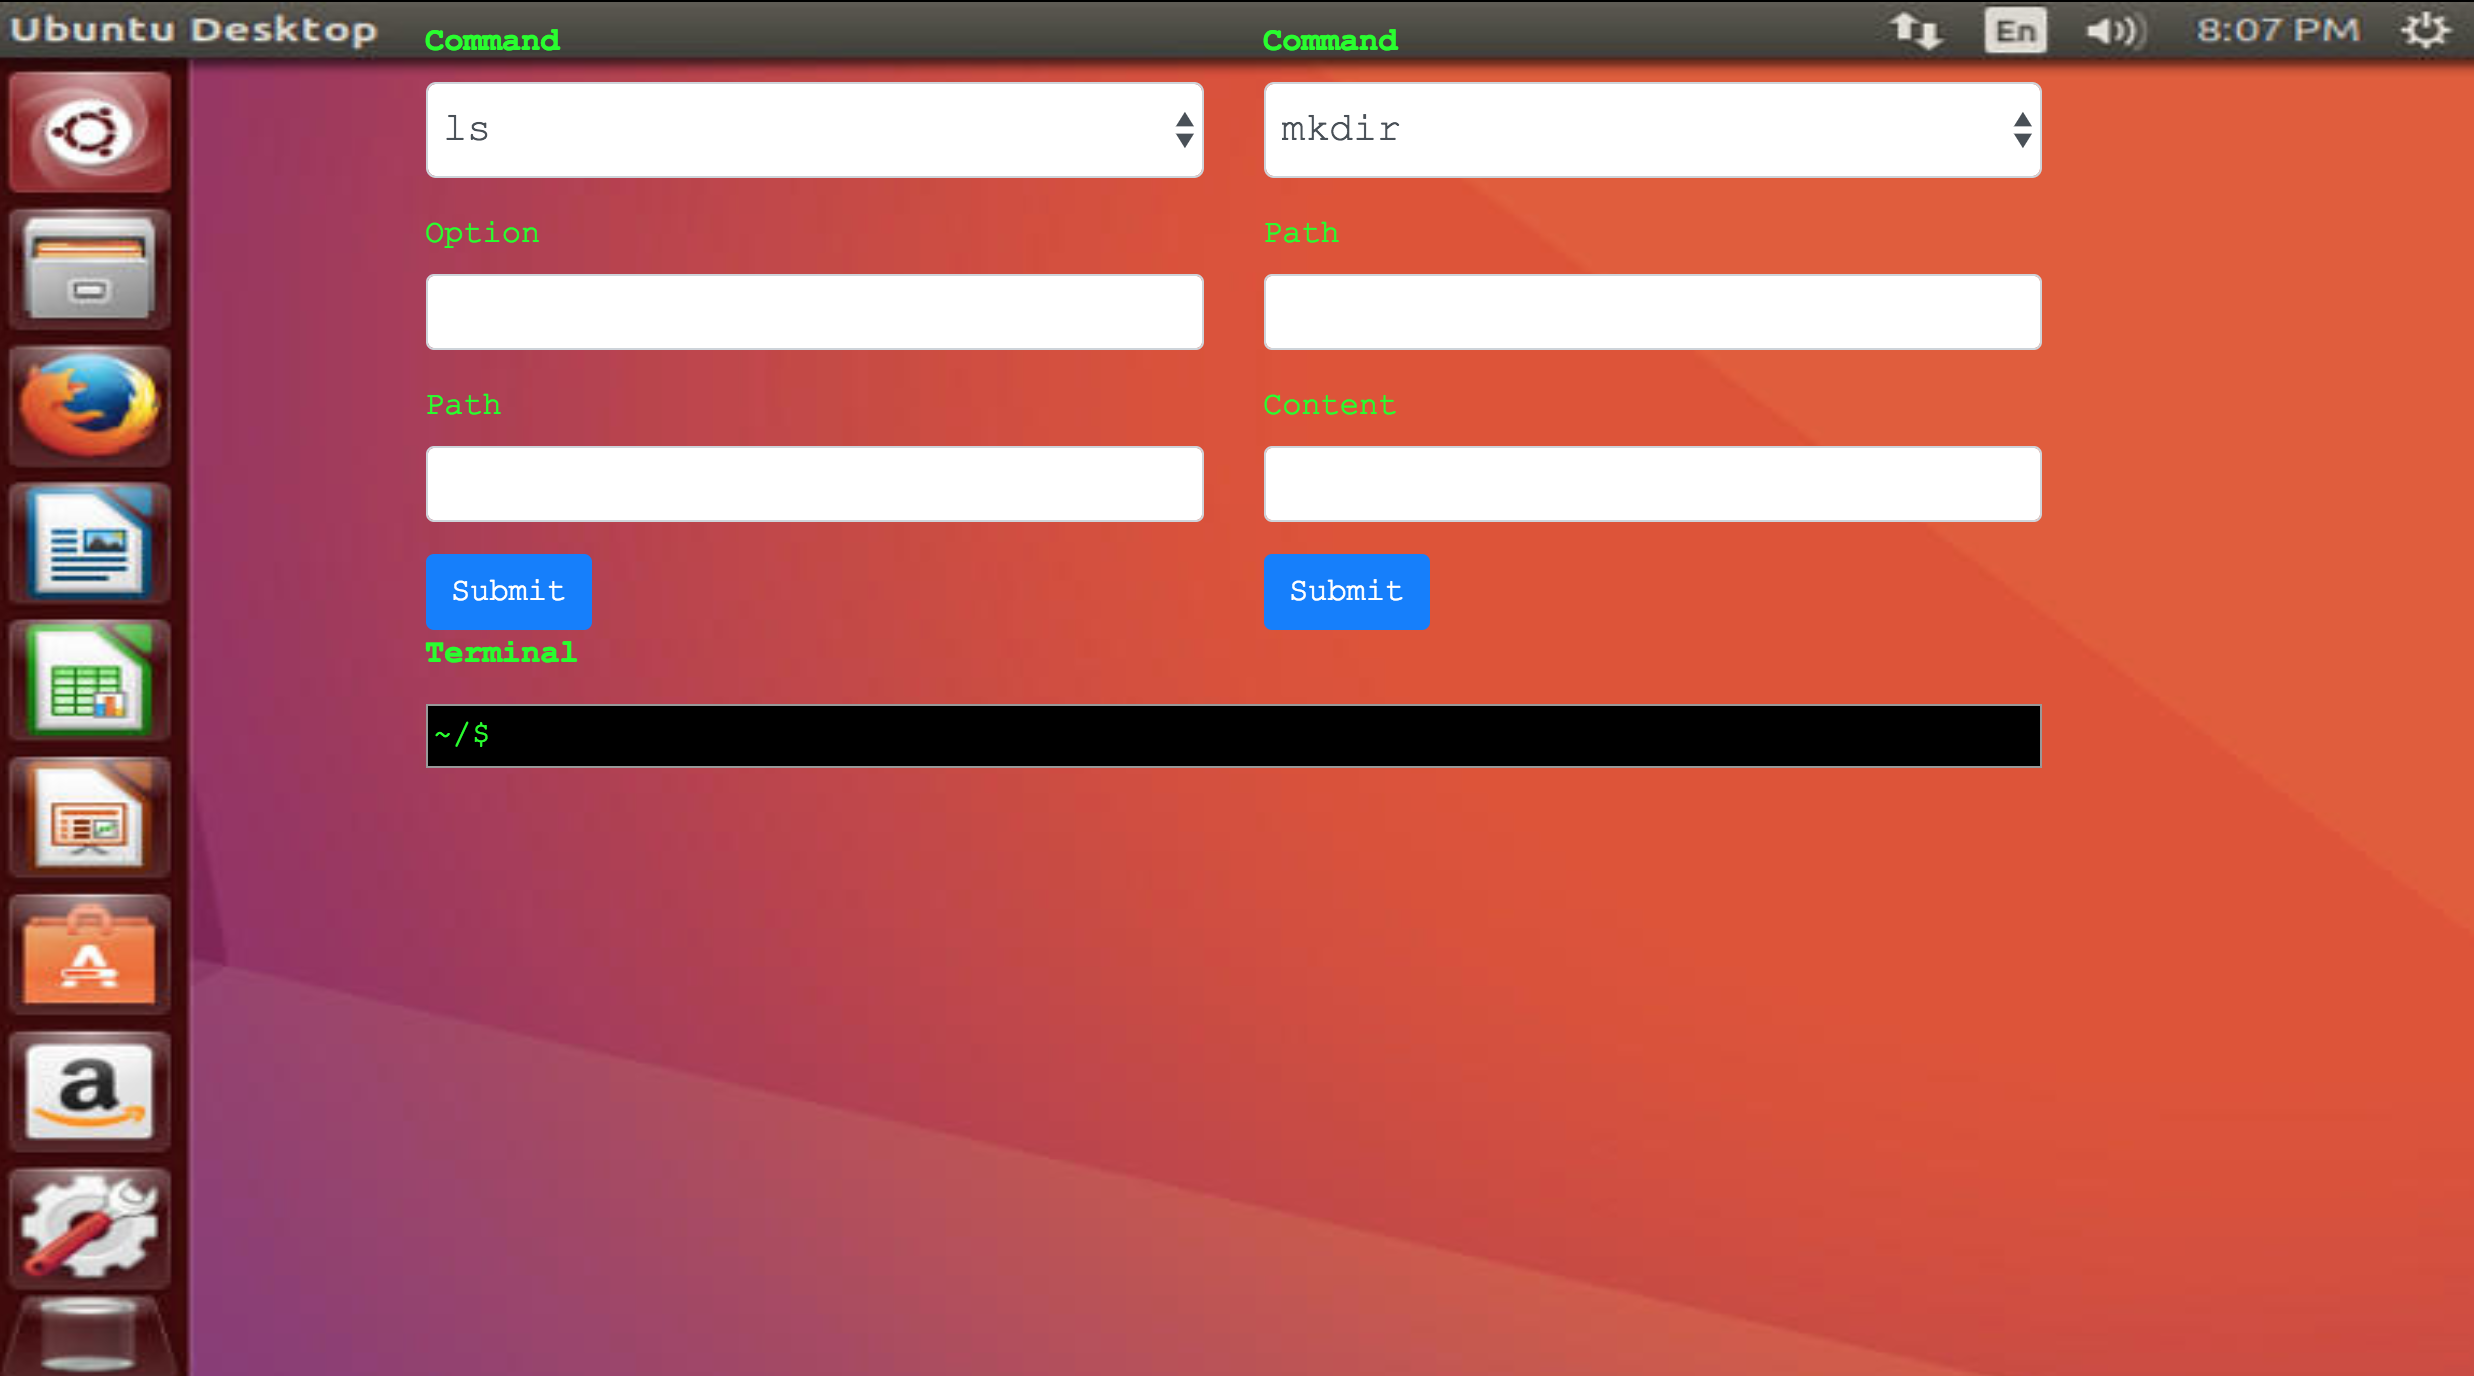 Ubuntu Desktop
En
8:07 PM
Command
ls
Option
Path
Submit
Command
mkdir
Path
Content
Submit
Terminal
~/$